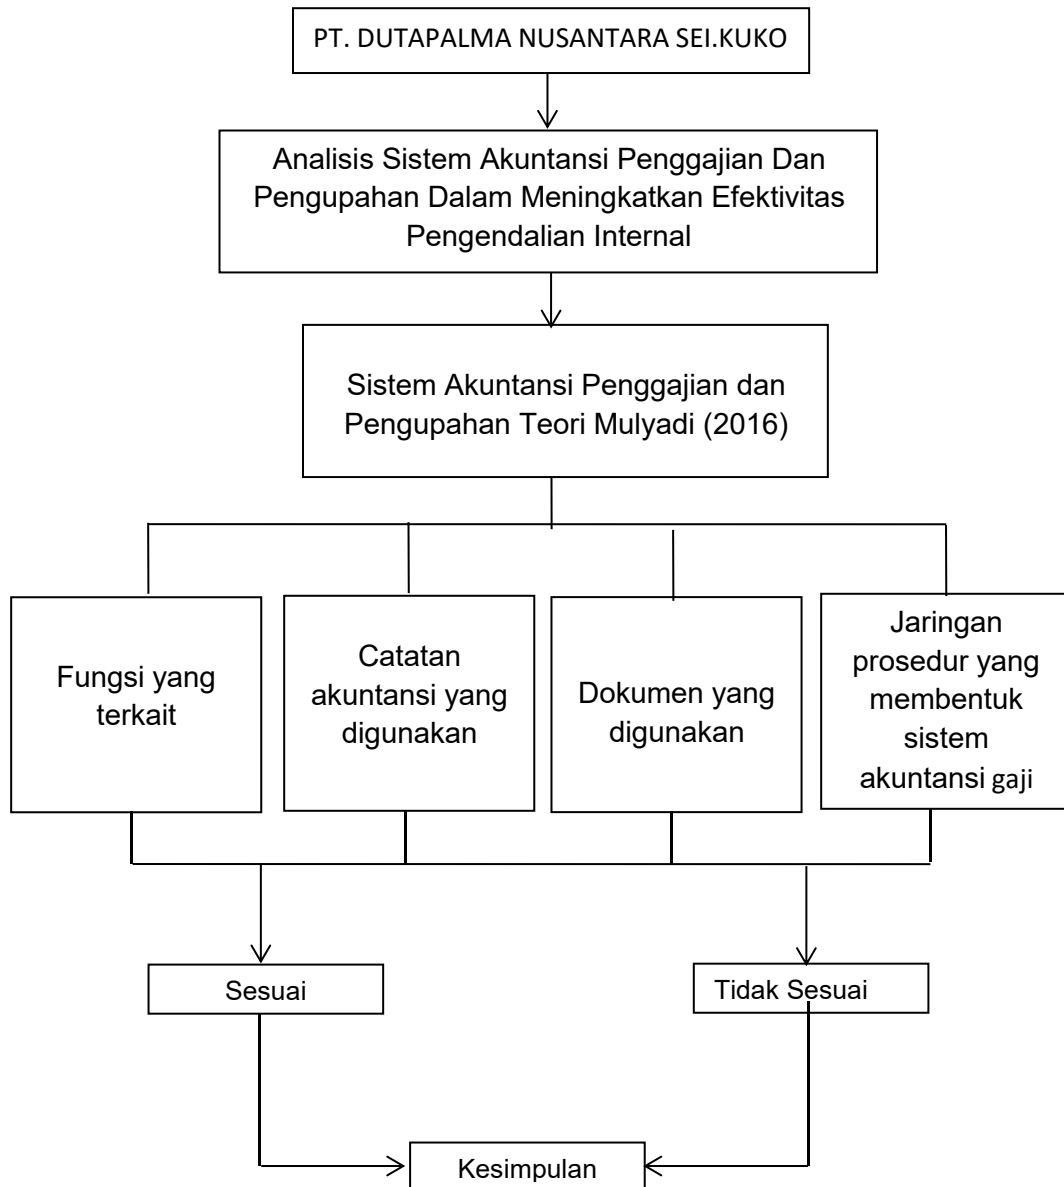 PT. DUTAPALMA NUSANTARA SEI.KUKO
Analisis Sistem Akuntansi Penggajian Dan
Pengupahan Dalam Meningkatkan Efektivitas
Pengendalian Internal
Sistem Akuntansi Penggajian dan
Pengupahan Teori Mulyadi (2016)
Fungsi yang
terkait
Catatan
akuntansi yang
digunakan
Dokumen yang
digunakan
Jaringan
prosedur yang
membentuk
sistem
akuntansi gaji
Sesuai
Tidak Sesuai
Kesimpulan